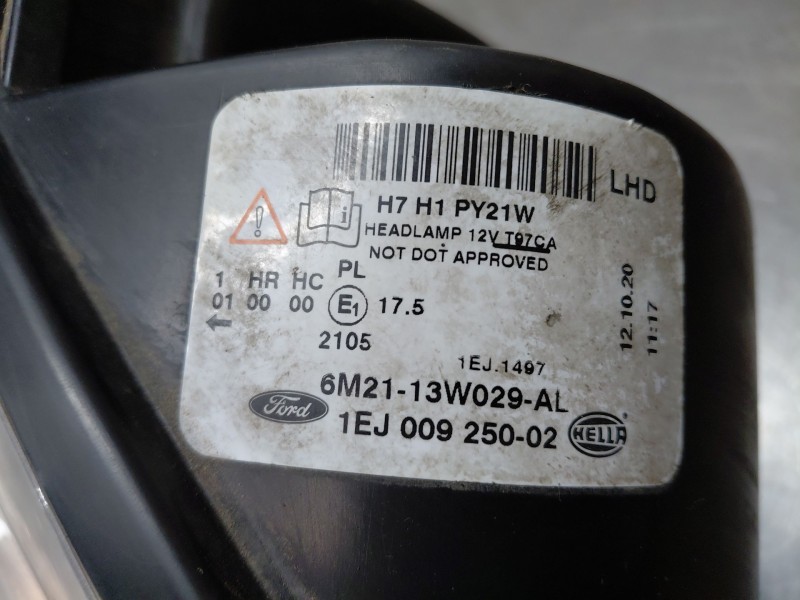 LHD
H7 H1 PY21W
HEADLAMP 12V T97CA
NOT DOT APPROVED
1 HR HC PL
01 00 00 E1 17.5
2105
12.10.20
11:17
1EJ.1497
6M21-13W029-AL
Ford 1EJ 009 250-02 HELLA